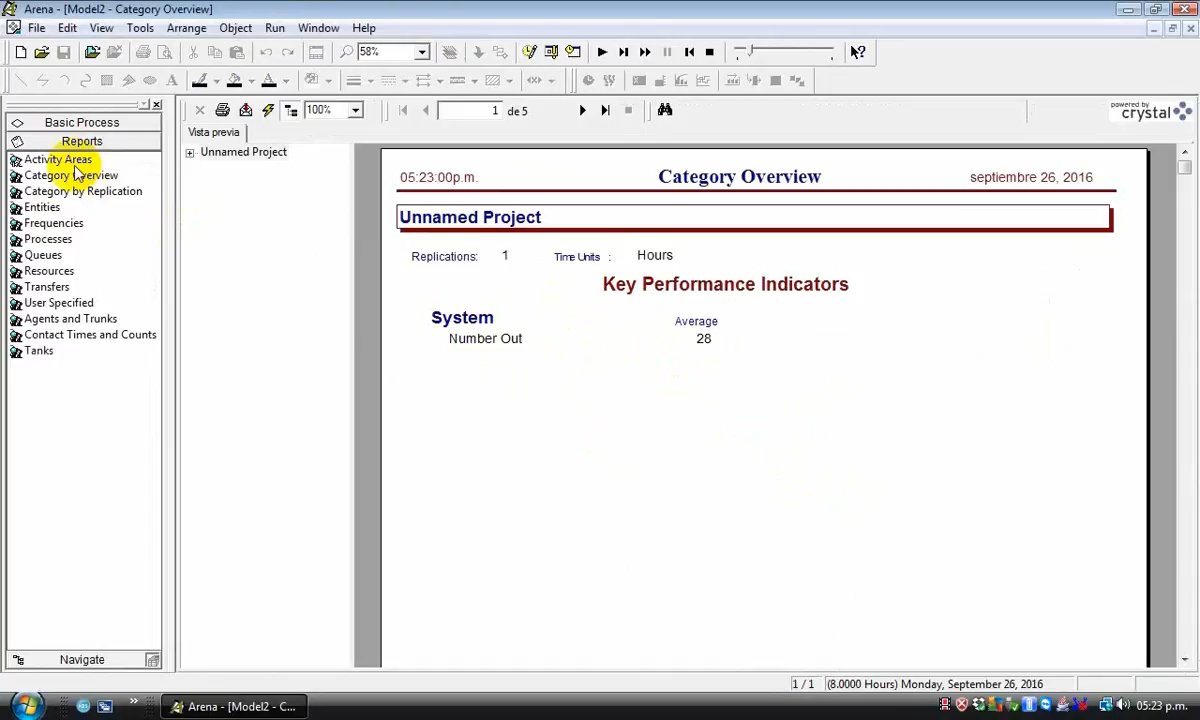 Arena - [Model2 - Category Overview]
File Edit View Tools Arrange Object Run Window Help
58%
100%
1 de 5
powered by
crystal
Basic Process
Reports
Activity Areas
Category Overview
Category by Replication
Entities
Frequencies
Processes
Queues
Resources
Transfers
User Specified
Agents and Trunks
Contact Times and Counts
Tanks
Navigate
Vista previa
Unnamed Project
05:23:00p.m. Category Overview septiembre 26, 2016
Unnamed Project
Replications: 1 Time Units : Hours
Key Performance Indicators
System Average
Number Out 28
1 / 1 (8.0000 Hours) Monday, September 26, 2016
Arena - [Model2 - C... 05:23 p.m.